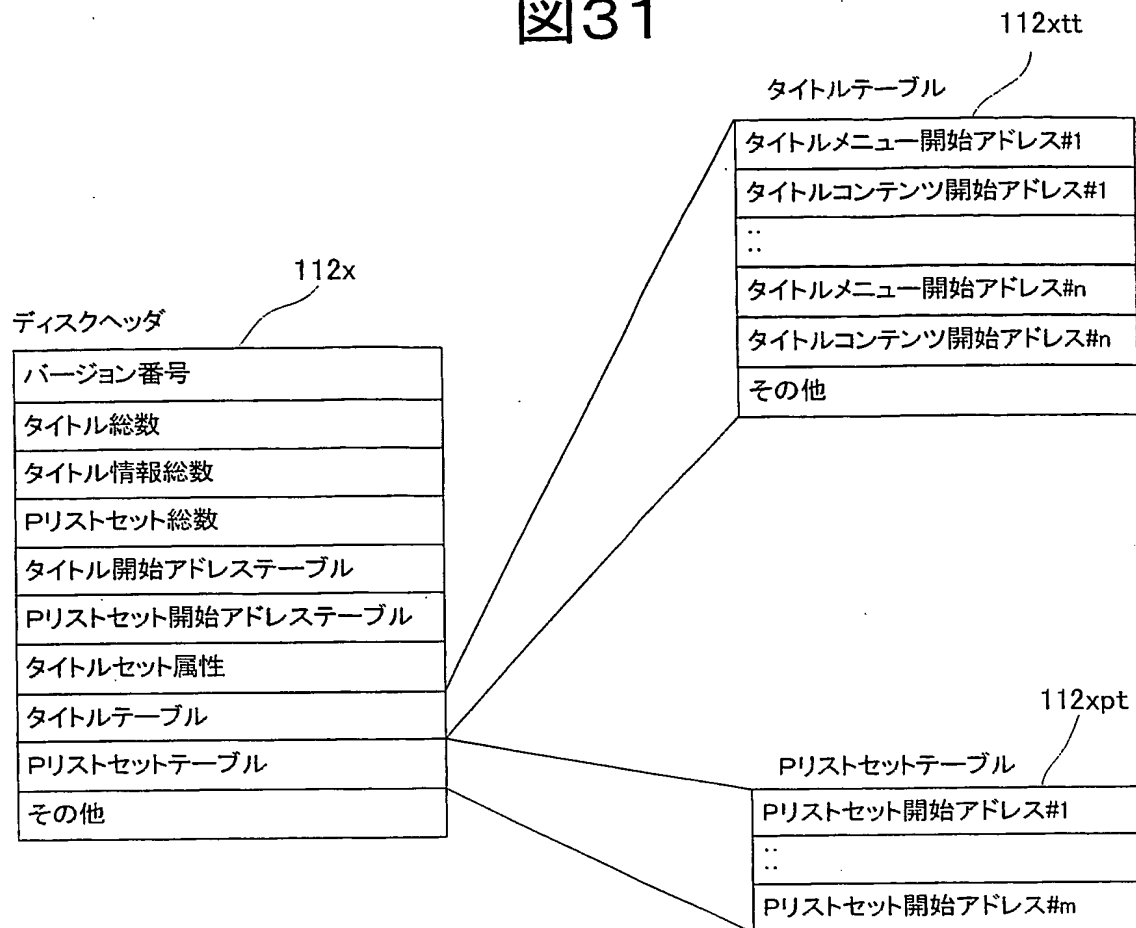 図31
112xtt
タイトルテーブル
タイトルメニュー開始アドレス#1
タイトルコンテンツ開始アドレス#1
::
タイトルメニュー開始アドレス#n
タイトルコンテンツ開始アドレス#n
その他
112x
ディスクヘッダ
バージョン番号
タイトル総数
タイトル情報総数
Pリストセット総数
タイトル開始アドレステーブル
Pリストセット開始アドレステーブル
タイトルセット属性
タイトルテーブル
Pリストセットテーブル
その他
112xpt
Pリストセットテーブル
Pリストセット開始アドレス#1
::
Pリストセット開始アドレス#m